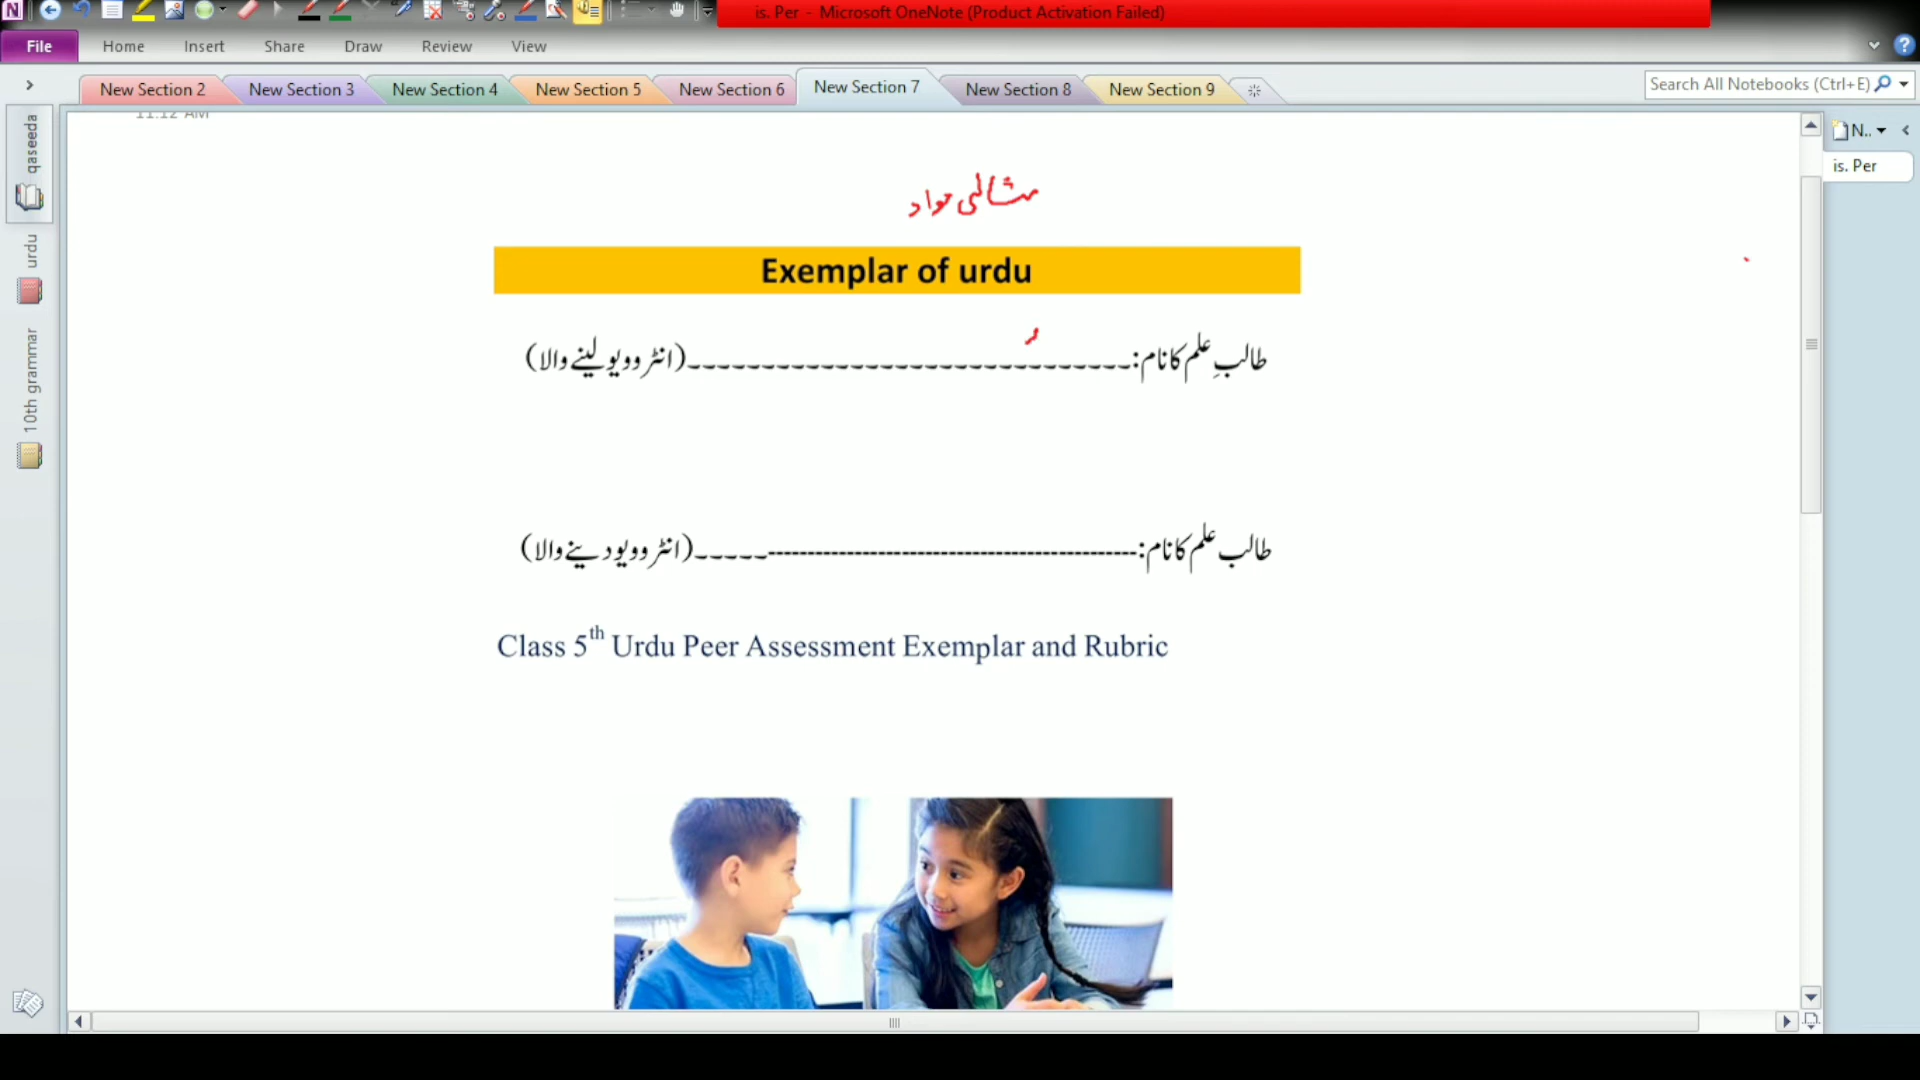 is. Per - Microsoft OneNote (Product Activation Failed)
File Home Insert Share Draw Review View
New Section 2 New Section 3 New Section 4 New Section 5 New Section 6 New Section 7 New Section 8 New Section 9
Search All Notebooks (Ctrl+E)
N..
is. Per
qaseeda
urdu
10th grammar
11:12 AM
مثالی مواد
Exemplar of urdu
طالبِ علم کا نام:------------------------------(انٹرویو لینے والا)
طالب علم کا نام:------------------------------------------------(انٹرویو دینے والا)
Class 5th Urdu Peer Assessment Exemplar and Rubric